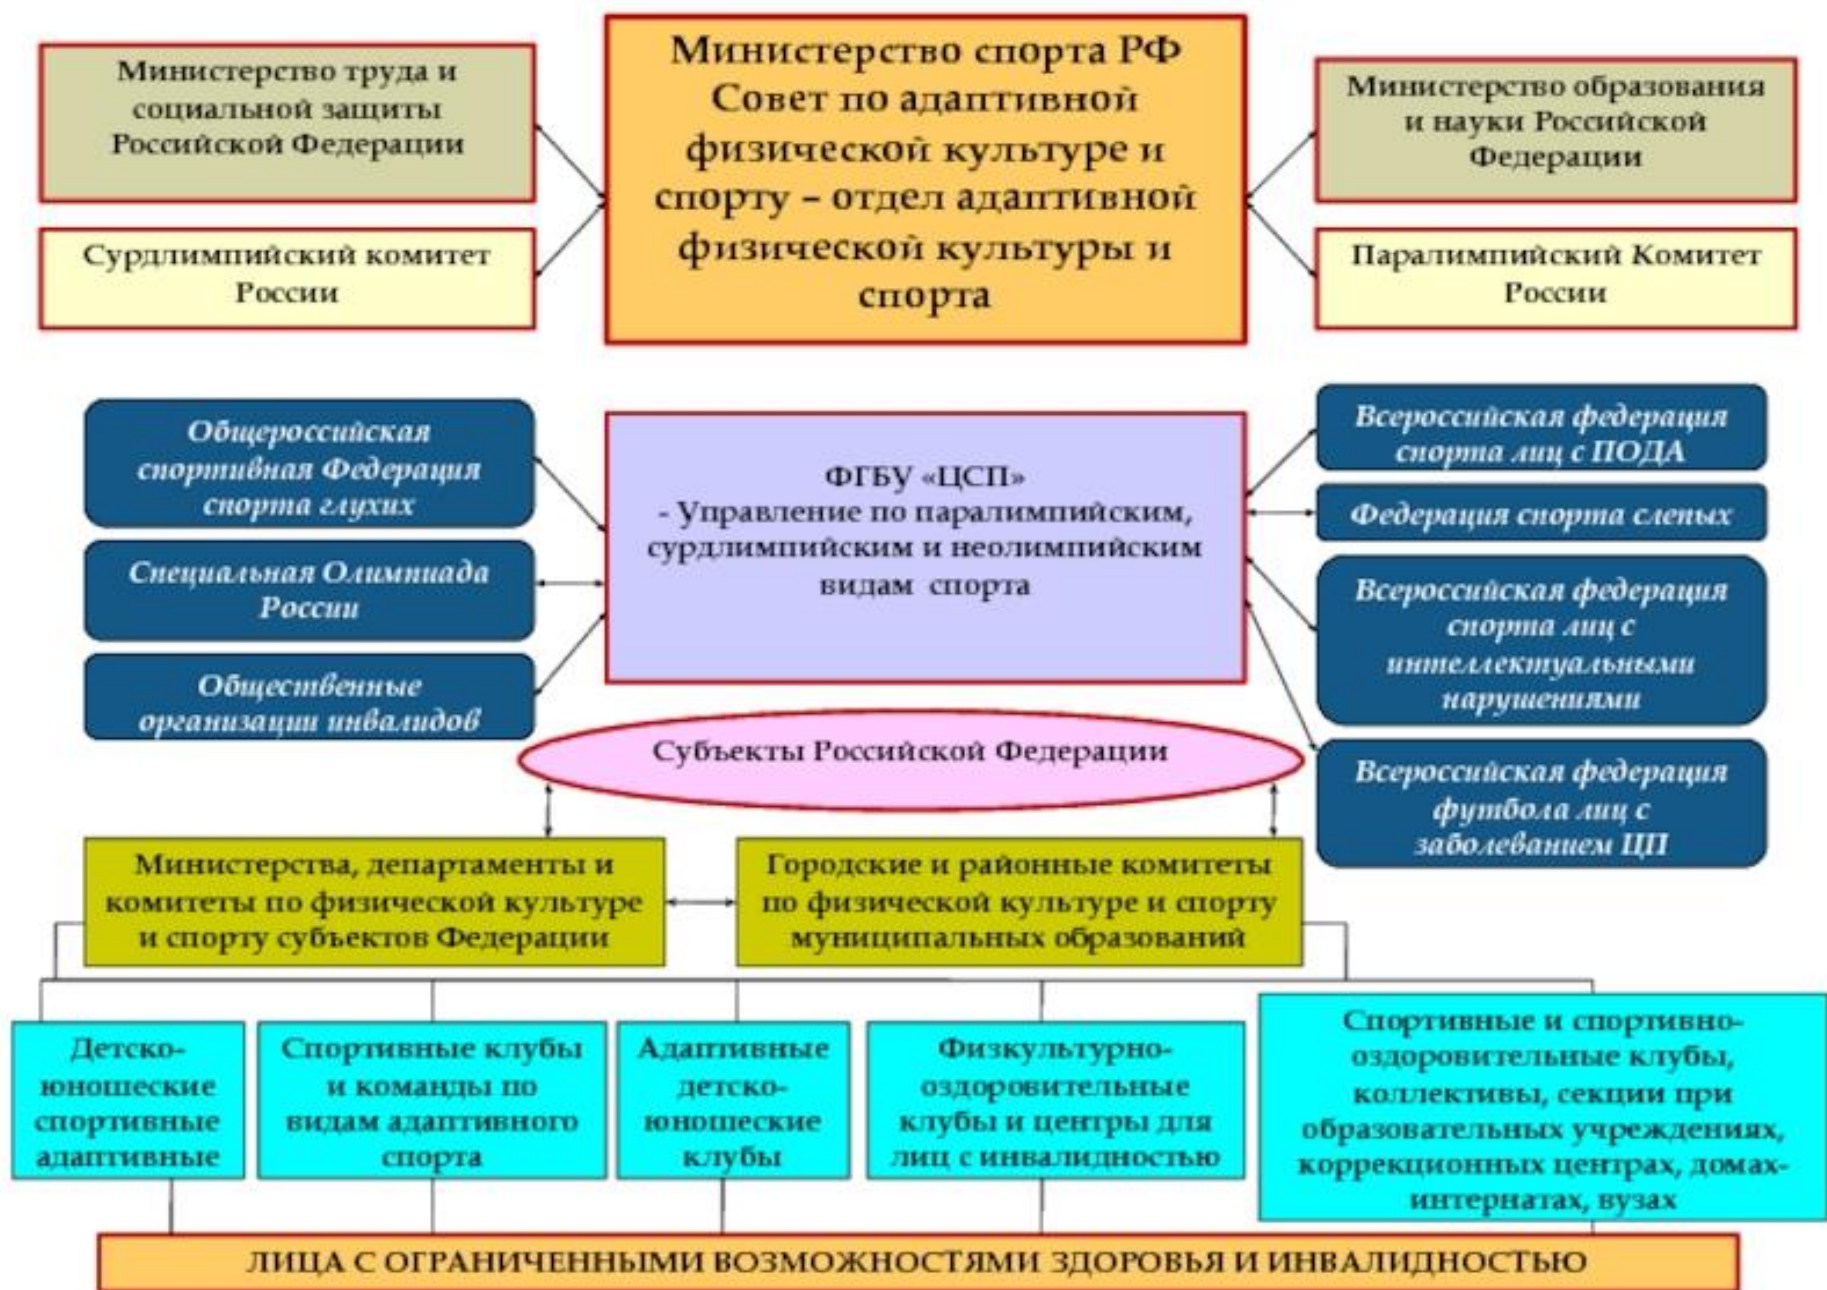 Министерство труда и
социальной защиты
Российской Федерации
Сурдлимпийский комитет
России
Министерство спорта РФ
Совет по адаптивной
физической культуре и
спорту – отдел адаптивной
физической культуры и
спорта
Министерство образования
и науки Российской
Федерации
Паралимпийский Комитет
России
Общероссийская
спортивная Федерация
спорта глухих
Специальная Олимпиада
России
Общественные
организации инвалидов
ФГБУ «ЦСП»
- Управление по паралимпийским,
сурдлимпийским и неолимпийским
видам спорта
Всероссийская федерация
спорта лиц с ПОДА
Федерация спорта слепых
Всероссийская федерация
спорта лиц с
интеллектуальными
нарушениями
Всероссийская федерация
футбола лиц с
заболеванием ЦП
Субъекты Российской Федерации
Министерства, департаменты и
комитеты по физической культуре
и спорту субъектов Федерации
Городские и районные комитеты
по физической культуре и спорту
муниципальных образований
Детско-
юношеские
спортивные
адаптивные
Спортивные клубы
и команды по
видам адаптивного
спорта
Адаптивные
детско-
юношеские
клубы
Физкультурно-
оздоровительные
клубы и центры для
лиц с инвалидностью
Спортивные и спортивно-
оздоровительные клубы,
коллективы, секции при
образовательных учреждениях,
коррекционных центрах, домах-
интернатах, вузах
ЛИЦА С ОГРАНИЧЕННЫМИ ВОЗМОЖНОСТЯМИ ЗДОРОВЬЯ И ИНВАЛИДНОСТЬЮ